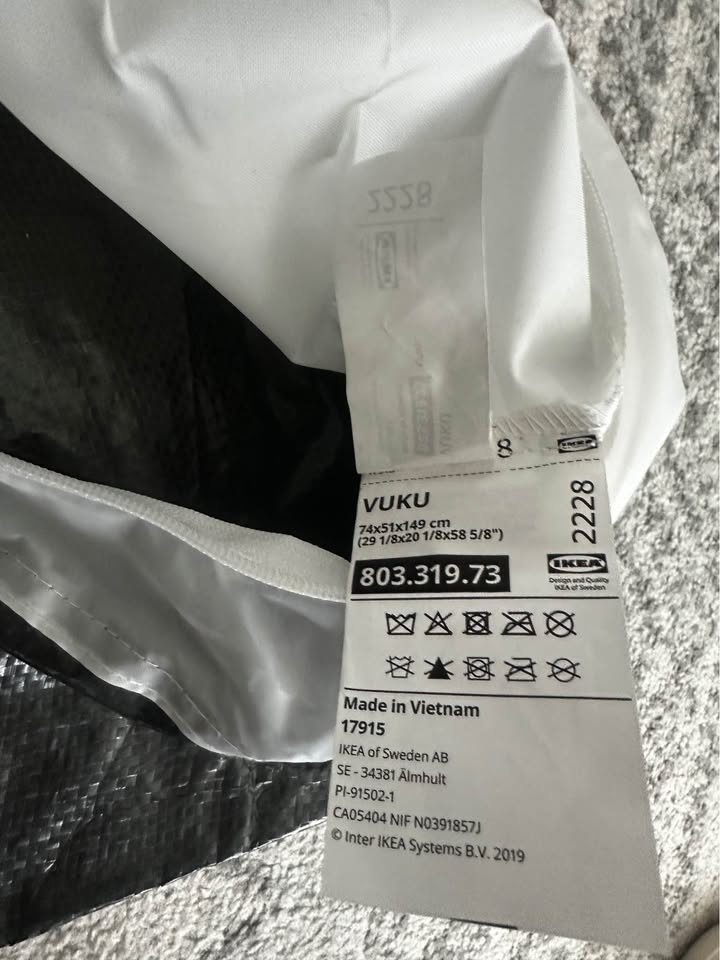 2228
8
IKEA
VUKU
74x51x149 cm
(29 1/8x20 1/8x58 5/8")
2228
803.319.73
IKEA
Design and Quality
IKEA of Sweden
Made in Vietnam
17915
IKEA of Sweden AB
SE - 34381 Älmhult
PI-91502-1
CA05404 NIF N0391857J
© Inter IKEA Systems B.V. 2019